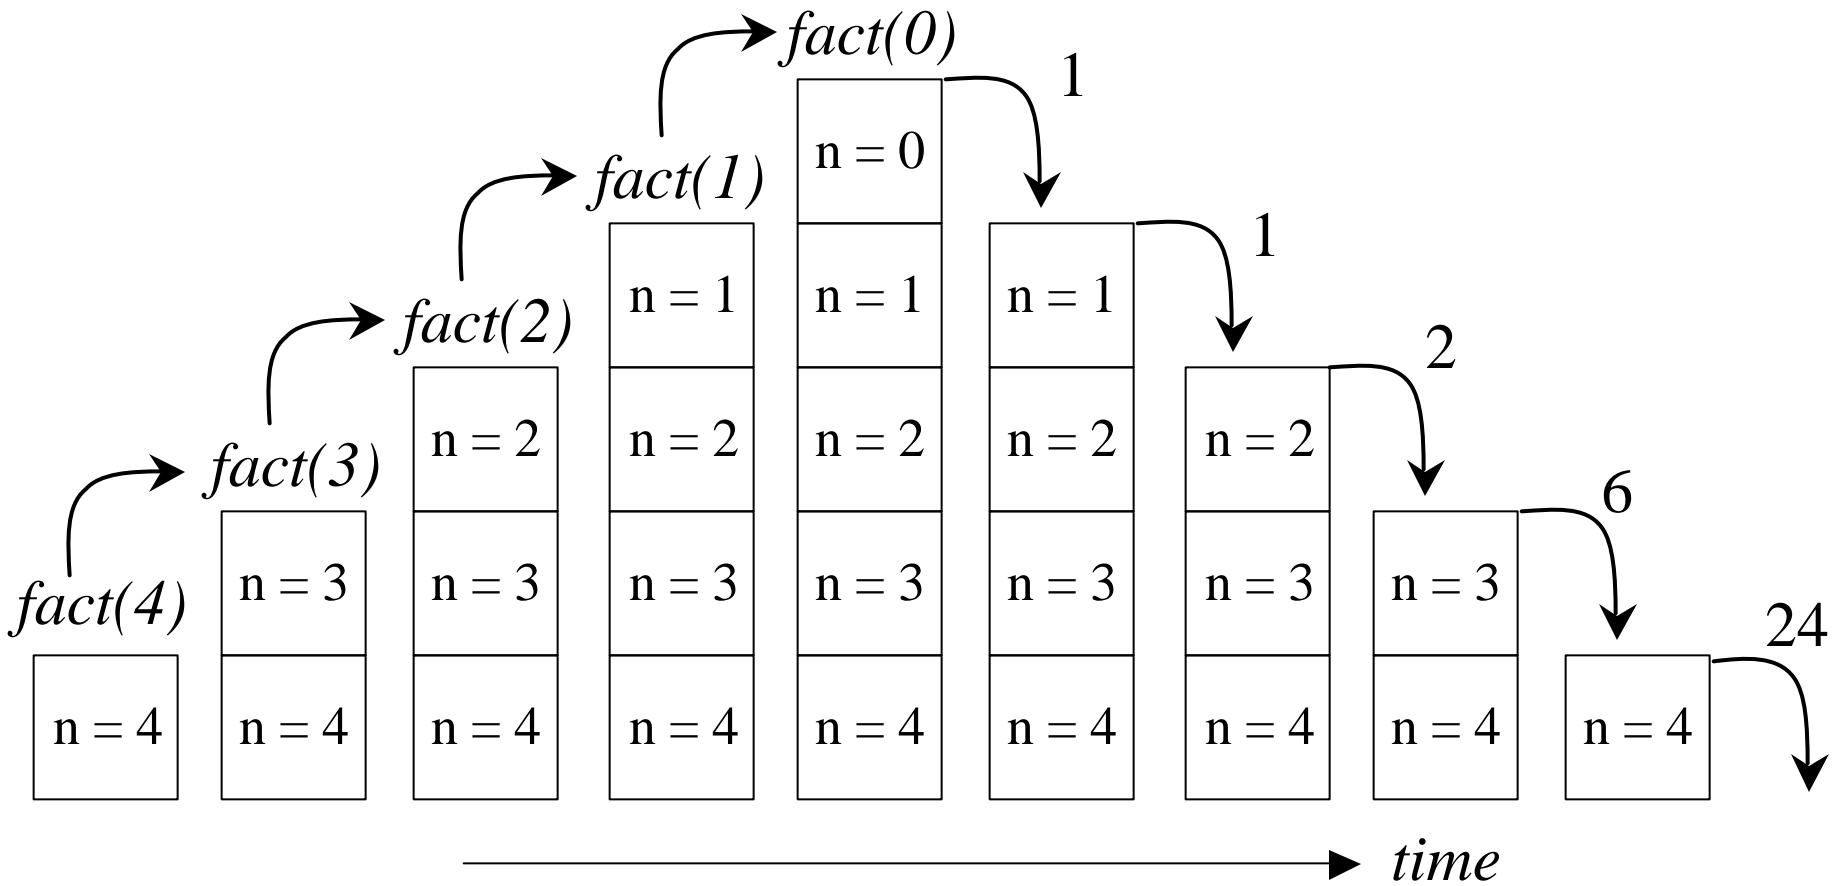 fact(0)
1
n = 0
fact(1)
1
n = 1
n = 1
n = 1
fact(2)
2
n = 2
n = 2
n = 2
n = 2
n = 2
fact(3)
6
n = 3
n = 3
n = 3
n = 3
n = 3
n = 3
n = 3
fact(4)
24
n = 4
n = 4
n = 4
n = 4
n = 4
n = 4
n = 4
n = 4
n = 4
time